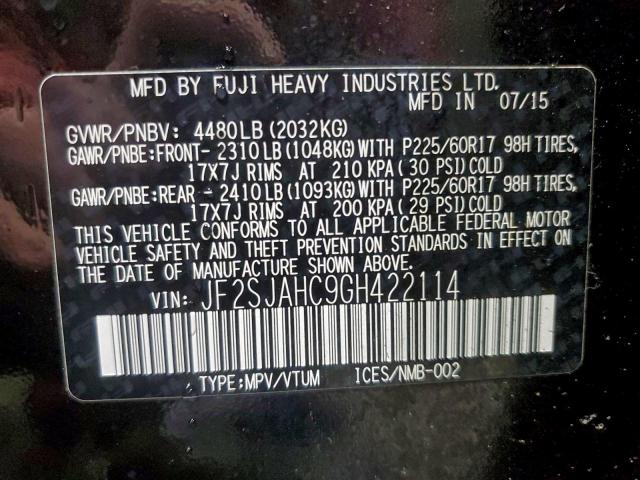 MFD BY FUJI HEAVY INDUSTRIES LTD.
MFD IN 07/15
GVWR/PNBV: 4480LB(2032KG)
GAWR/PNBE:FRONT-2310LB(1048KG)WITH P225/60R17 98H TIRES,
17X7J RIMS AT 210 KPA(30 PSI)COLD
GAWR/PNBE:REAR -2410LB(1093KG)WITH P225/60R17 98H TIRES,
17X7J RIMS AT 200 KPA(29 PSI)COLD
THIS VEHICLE CONFORMS TO ALL APPLICABLE FEDERAL MOTOR
VEHICLE SAFETY AND THEFT PREVENTION STANDARDS IN EFFECT ON
THE DATE OF MANUFACTURE SHOWN ABOVE.
VIN: JF2SJAHC9GH422114
TYPE:MPV/VTUM ICES/NMB-002